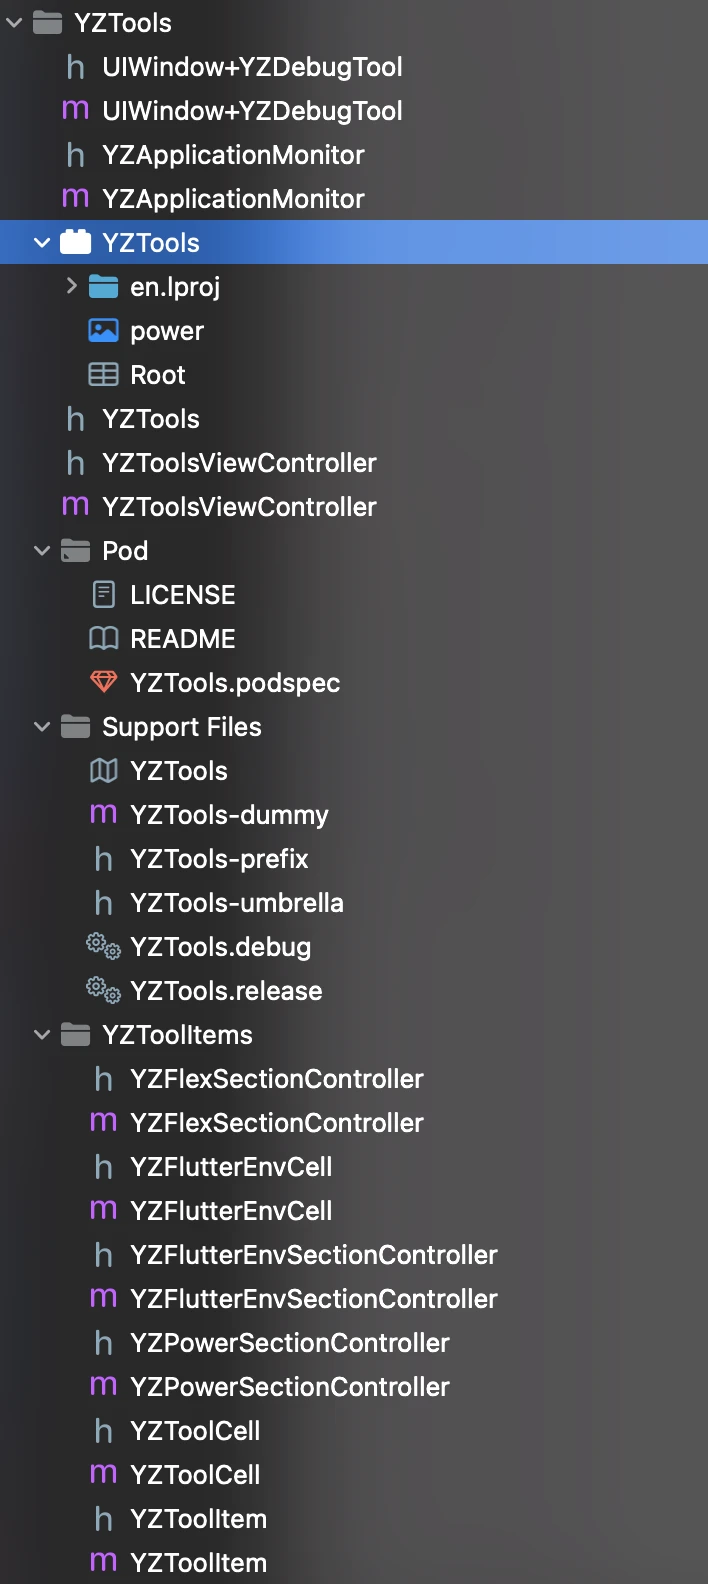 YZTools
h UIWindow+YZDebugTool
m UIWindow+YZDebugTool
h YZApplicationMonitor
m YZApplicationMonitor
YZTools
en.lproj
power
Root
h YZTools
h YZToolsViewController
m YZToolsViewController
Pod
LICENSE
README
YZTools.podspec
Support Files
YZTools
m YZTools-dummy
h YZTools-prefix
h YZTools-umbrella
YZTools.debug
YZTools.release
YZToolItems
h YZFlexSectionController
m YZFlexSectionController
h YZFlutterEnvCell
m YZFlutterEnvCell
h YZFlutterEnvSectionController
m YZFlutterEnvSectionController
h YZPowerSectionController
m YZPowerSectionController
h YZToolCell
m YZToolCell
h YZToolItem
m YZToolItem